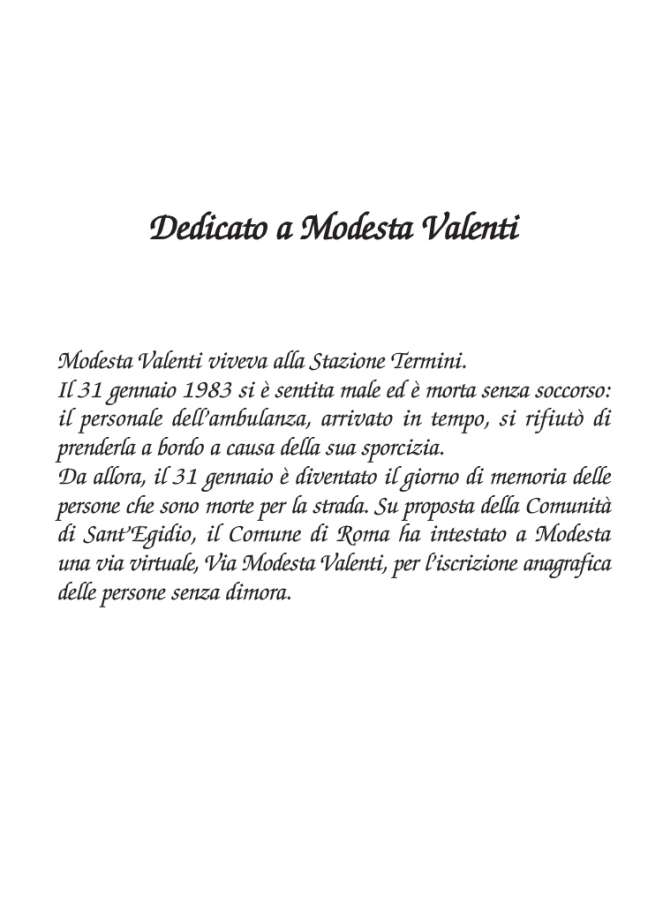 Dedicato a Modesta Valenti
Modesta Valenti viveva alla Stazione Termini.
Il 31 gennaio 1983 si è sentita male ed è morta senza soccorso:
il personale dell'ambulanza, arrivato in tempo, si rifiutò di
prenderla a bordo a causa della sua sporcizia.
Da allora, il 31 gennaio è diventato il giorno di memoria delle
persone che sono morte per la strada. Su proposta della Comunità
di Sant'Egidio, il Comune di Roma ha intestato a Modesta
una via virtuale, Via Modesta Valenti, per l'iscrizione anagrafica
delle persone senza dimora.